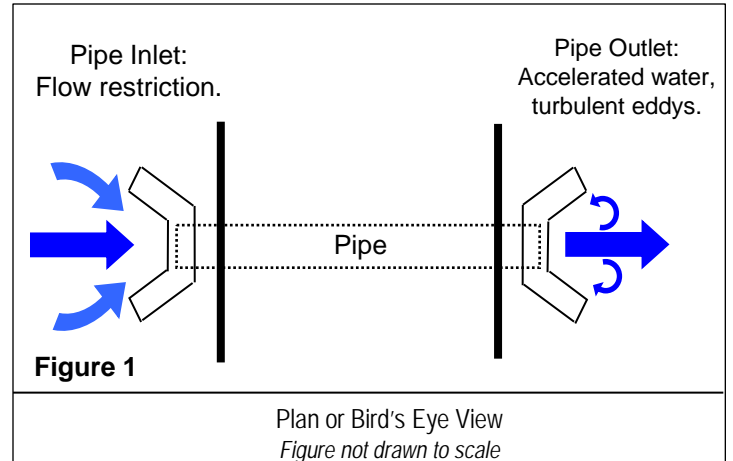 Pipe Inlet:
Flow restriction.
Pipe Outlet:
Accelerated water,
turbulent eddys.
Pipe
Figure 1
Plan or Bird's Eye View
Figure not drawn to scale